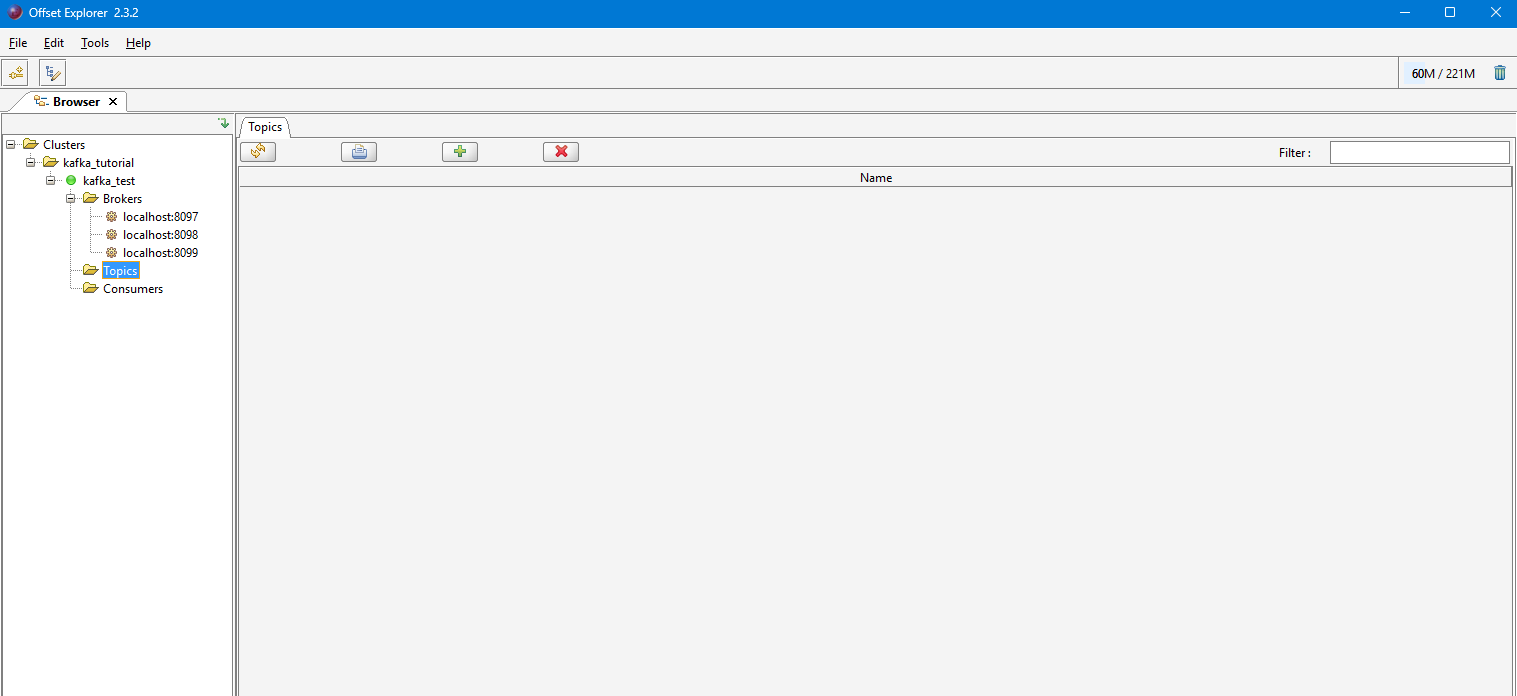 Offset Explorer 2.3.2
File Edit Tools Help
60M / 221M
Browser
Topics
Clusters
kafka_tutorial
kafka_test
Brokers
localhost:8097
localhost:8098
localhost:8099
Topics
Consumers
Filter :
Name